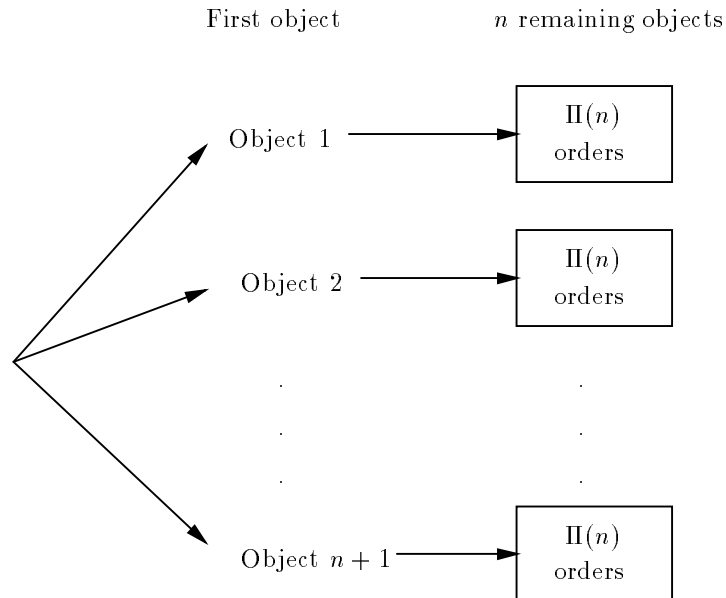 First object
n remaining objects
Object 1
Π(n)
orders
Object 2
Π(n)
orders
.
.
.
.
.
.
Object n + 1
Π(n)
orders